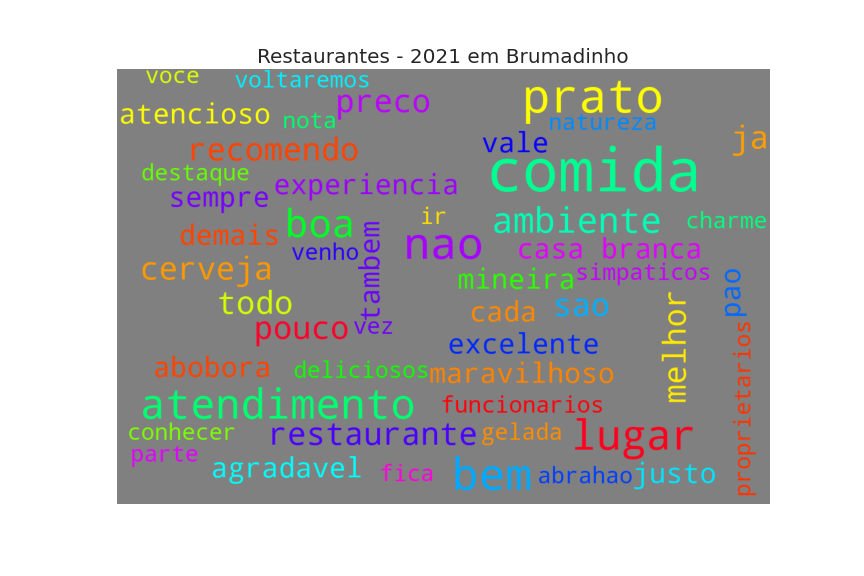 Restaurantes - 2021 em Brumadinho
voce
voltaremos
preco
prato
atencioso
nota
natureza
ja
vale
recomendo
comida
destaque
experiencia
sempre
ir
ambiente
charme
boa
demais
nao
casa branca
venho
tambem
cerveja
mineira
simpaticos
pao
todo
cada
sao
melhor
pouco
vez
excelente
proprietarios
abobora
deliciosos
maravilhoso
atendimento
funcionarios
conhecer
restaurante
gelada
lugar
parte
agradavel
fica
bem
abrahao
justo